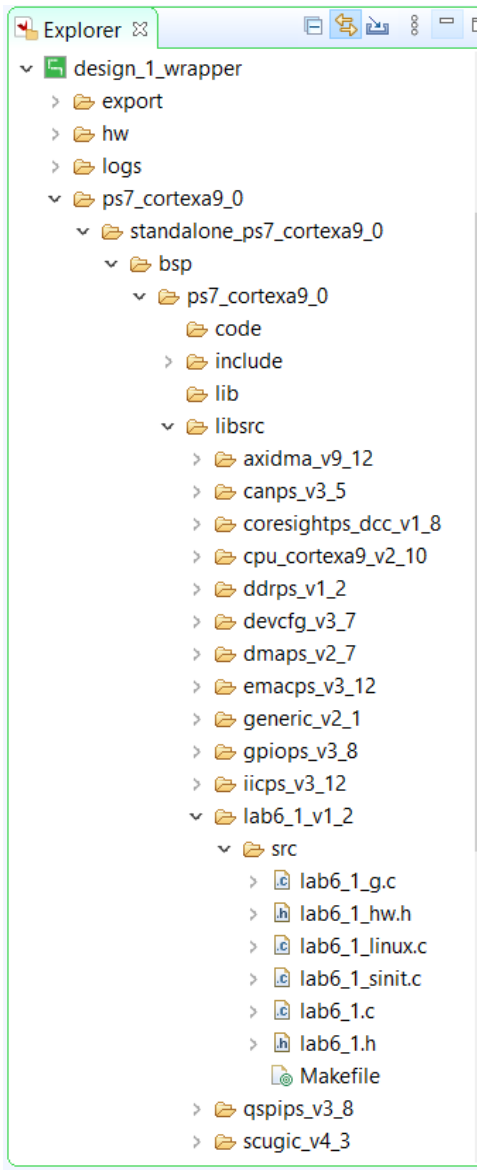 Explorer
design_1_wrapper
export
hw
logs
ps7_cortexa9_0
standalone_ps7_cortexa9_0
bsp
ps7_cortexa9_0
code
include
lib
libsrc
axidma_v9_12
canps_v3_5
coresightps_dcc_v1_8
cpu_cortexa9_v2_10
ddrps_v1_2
devcfg_v3_7
dmaps_v2_7
emacps_v3_12
generic_v2_1
gpiops_v3_8
iicps_v3_12
lab6_1_v1_2
src
.c lab6_1_g.c
.h lab6_1_hw.h
.c lab6_1_linux.c
.c lab6_1_sinit.c
.c lab6_1.c
.h lab6_1.h
Makefile
qspips_v3_8
scugic_v4_3